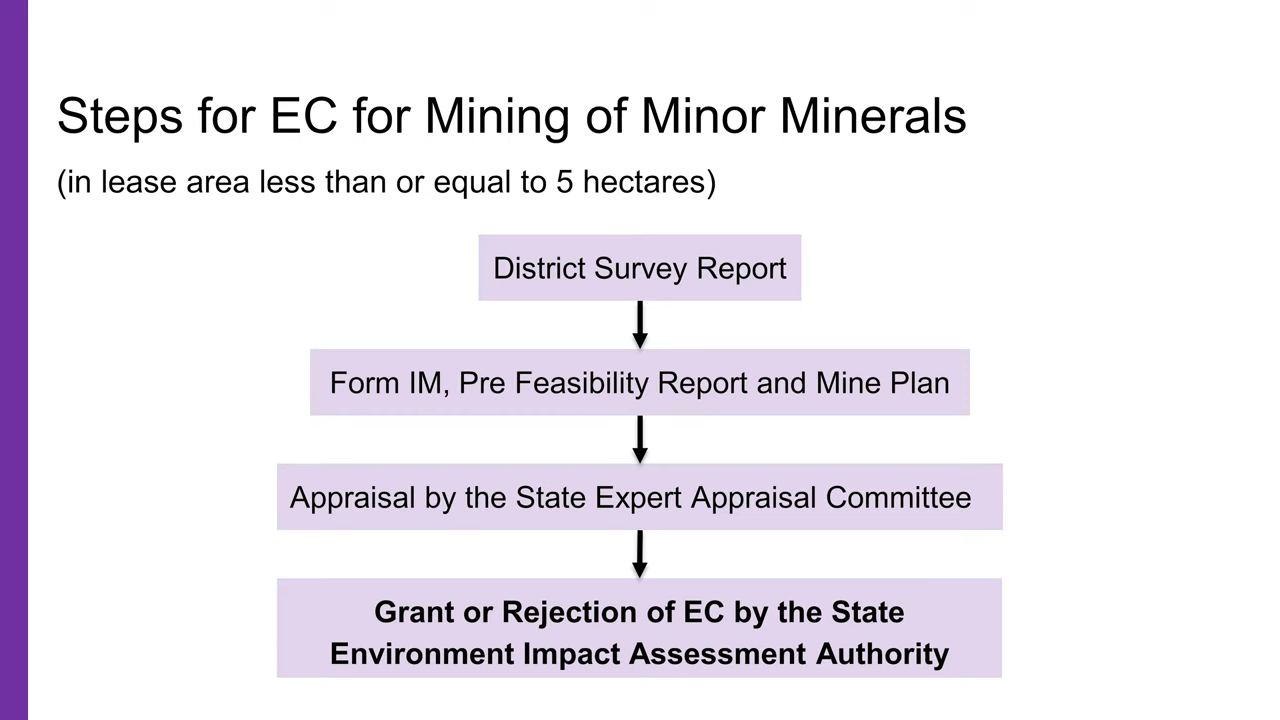 Steps for EC for Mining of Minor Minerals
(in lease area less than or equal to 5 hectares)
District Survey Report
Form IM, Pre Feasibility Report and Mine Plan
Appraisal by the State Expert Appraisal Committee
Grant or Rejection of EC by the State
Environment Impact Assessment Authority